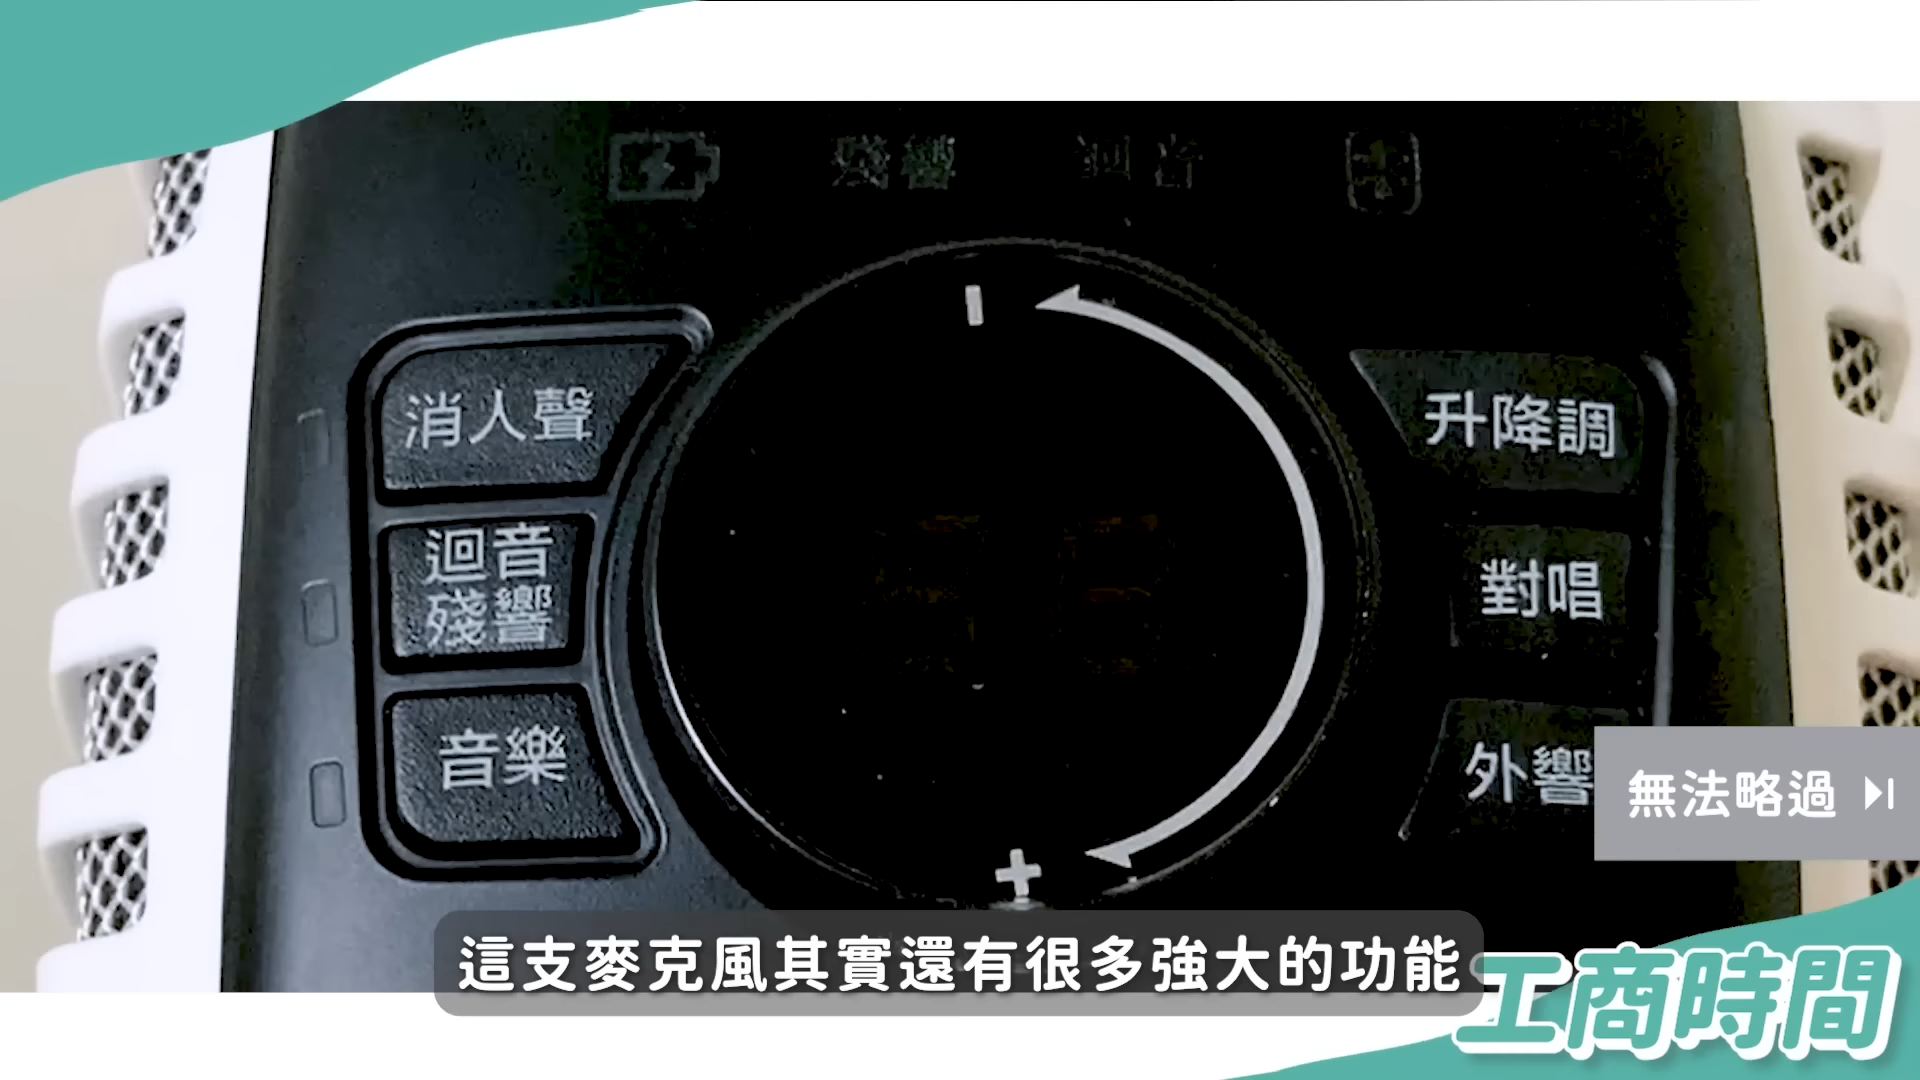 殘響 迴音
消人聲
迴音
殘響
音樂
升降調
對唱
外響
無法略過
這支麥克風其實還有很多強大的功能
工商時間